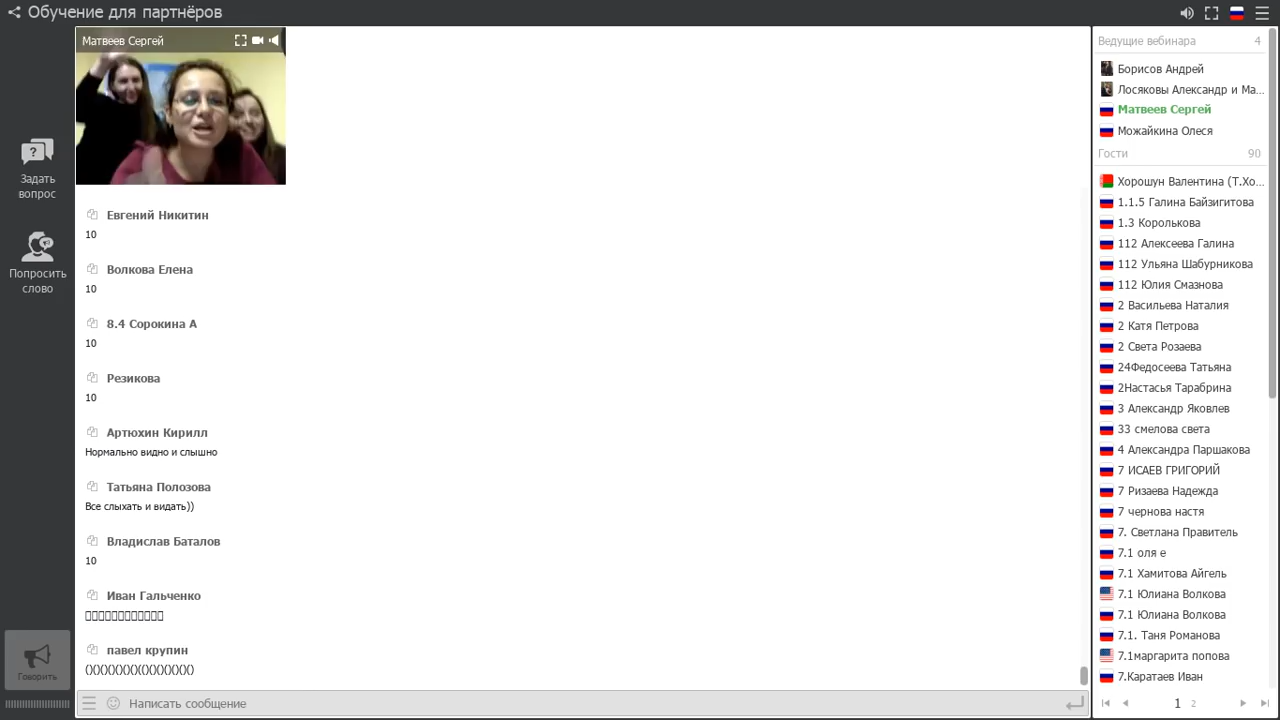 Обучение для партнёров
Матвеев Сергей
Задать
вопрос
Попросить
слово
Говорить
Евгений Никитин
10
Волкова Елена
10
8.4 Сорокина А
10
Резикова
10
Артюхин Кирилл
Нормально видно и слышно
Татьяна Полозова
Все слыхать и видать))
Владислав Баталов
10
Иван Гальченко
павел крупин
()()()()()()()()()()()()()
Написать сообщение
Ведущие вебинара 4
Борисов Андрей
Лосяковы Александр и Ма...
Матвеев Сергей
Можайкина Олеся
Гости 90
Хорошун Валентина (Т.Хо...
1.1.5 Галина Байзигитова
1.3 Королькова
112 Алексеева Галина
112 Ульяна Шабурникова
112 Юлия Смазнова
2 Васильева Наталия
2 Катя Петрова
2 Света Розаева
24Федосеева Татьяна
2Настасья Тарабрина
3 Александр Яковлев
33 смелова света
4 Александра Паршакова
7 ИСАЕВ ГРИГОРИЙ
7 Ризаева Надежда
7 чернова настя
7. Светлана Правитель
7.1 оля е
7.1 Хамитова Айгель
7.1 Юлиана Волкова
7.1 Юлиана Волкова
7.1. Таня Романова
7.1маргарита попова
7.Каратаев Иван
1 2